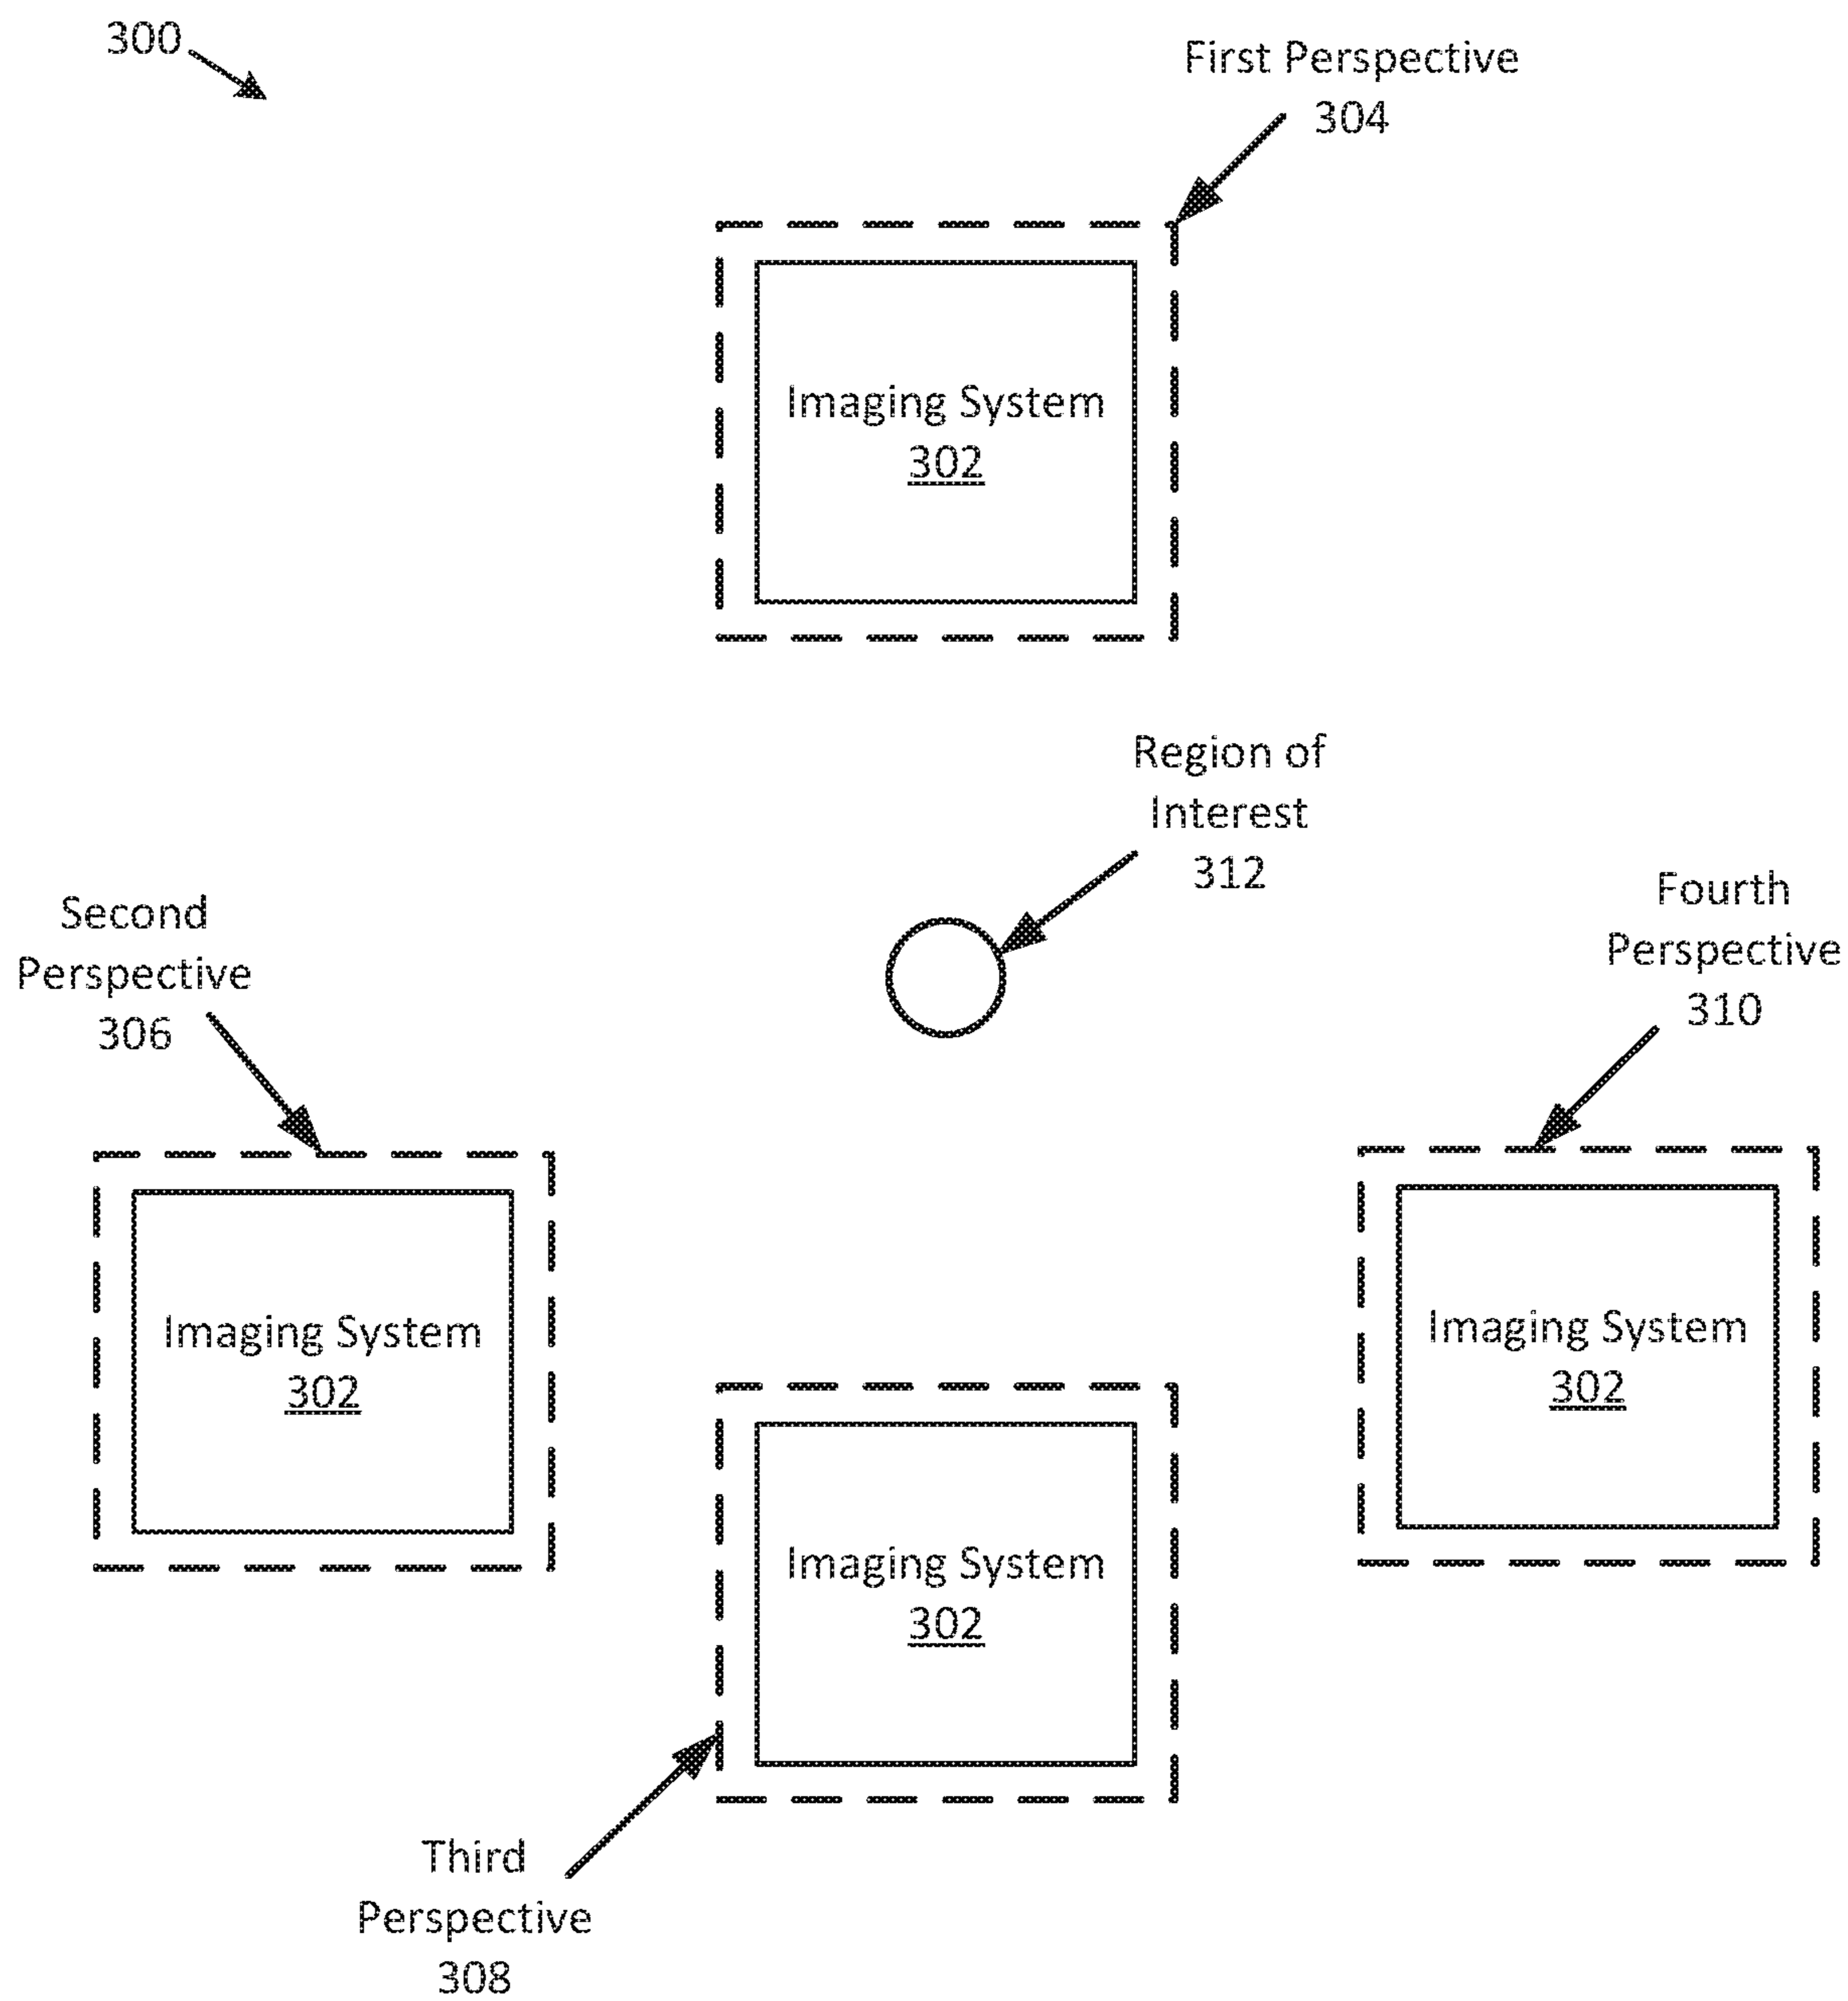 300
First Perspective
304
Imaging System
302
Region of
Interest
312
Second
Perspective
306
Fourth
Perspective
310
Imaging System
302
Imaging System
302
Imaging System
302
Third
Perspective
308